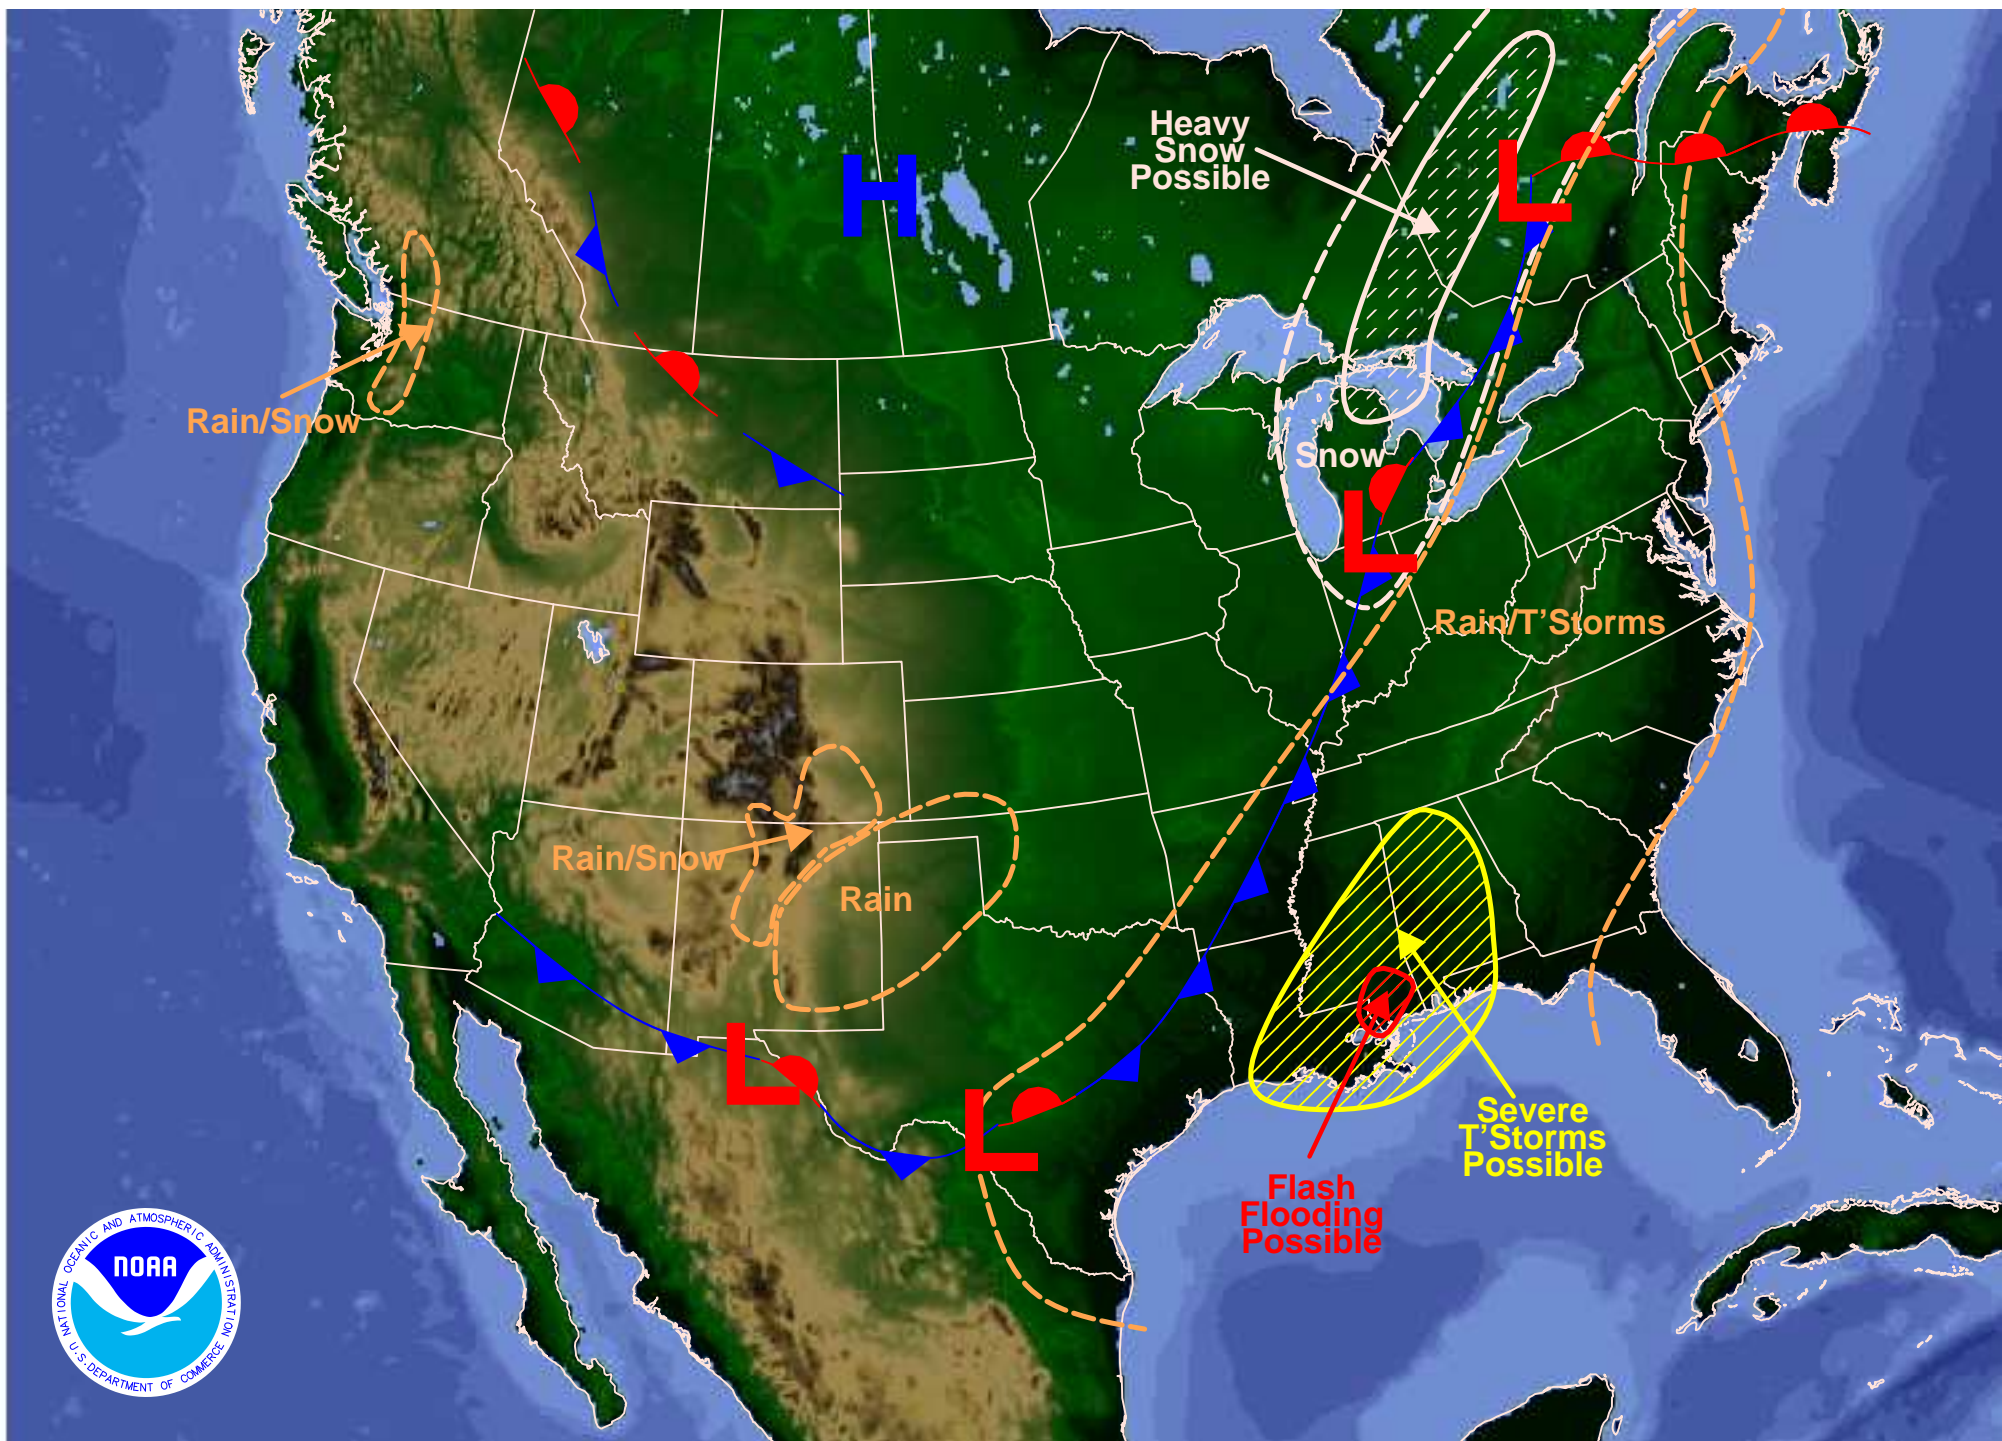 Heavy
Snow
Possible
L
H
Rain/Snow
Snow
L
Rain/T'Storms
Rain/Snow
Rain
L
L
Severe
T'Storms
Possible
Flash
Flooding
Possible
NATIONAL OCEANIC AND ATMOSPHERIC ADMINISTRATION
NOAA
U.S. DEPARTMENT OF COMMERCE